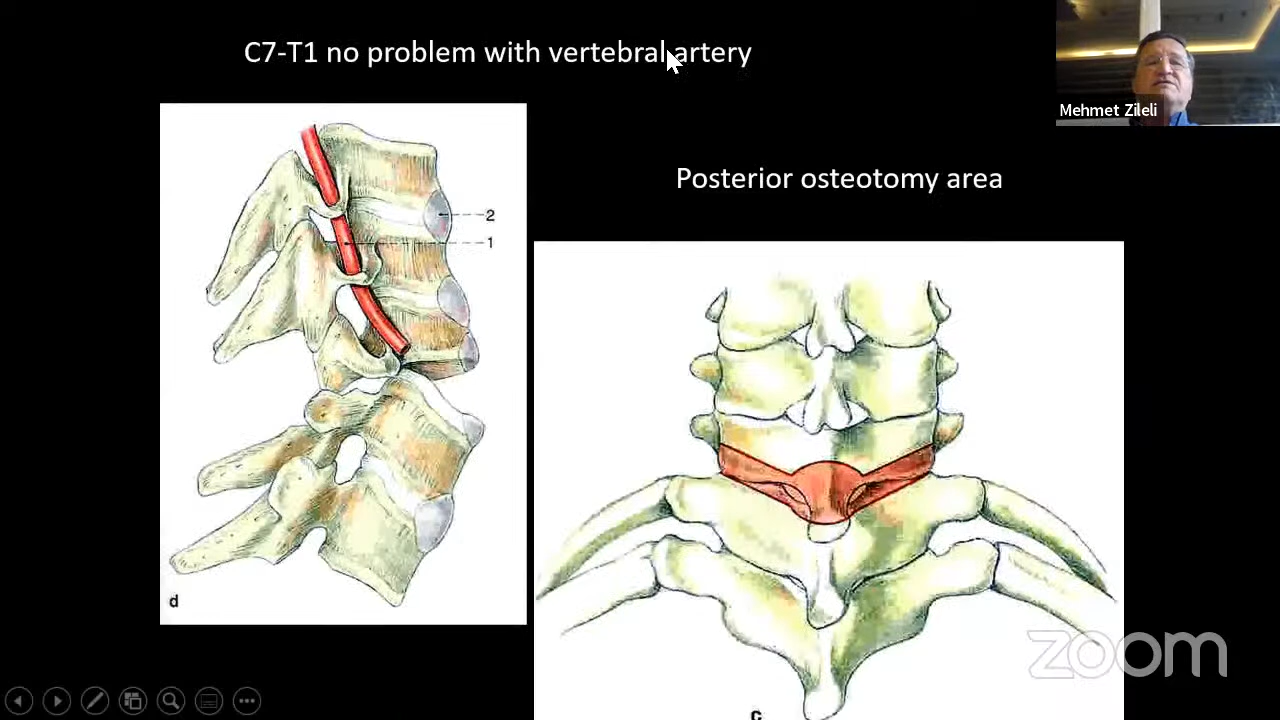 C7-T1 no problem with vertebral artery
Mehmet Zileli
Posterior osteotomy area
2
1
d
zoom
c